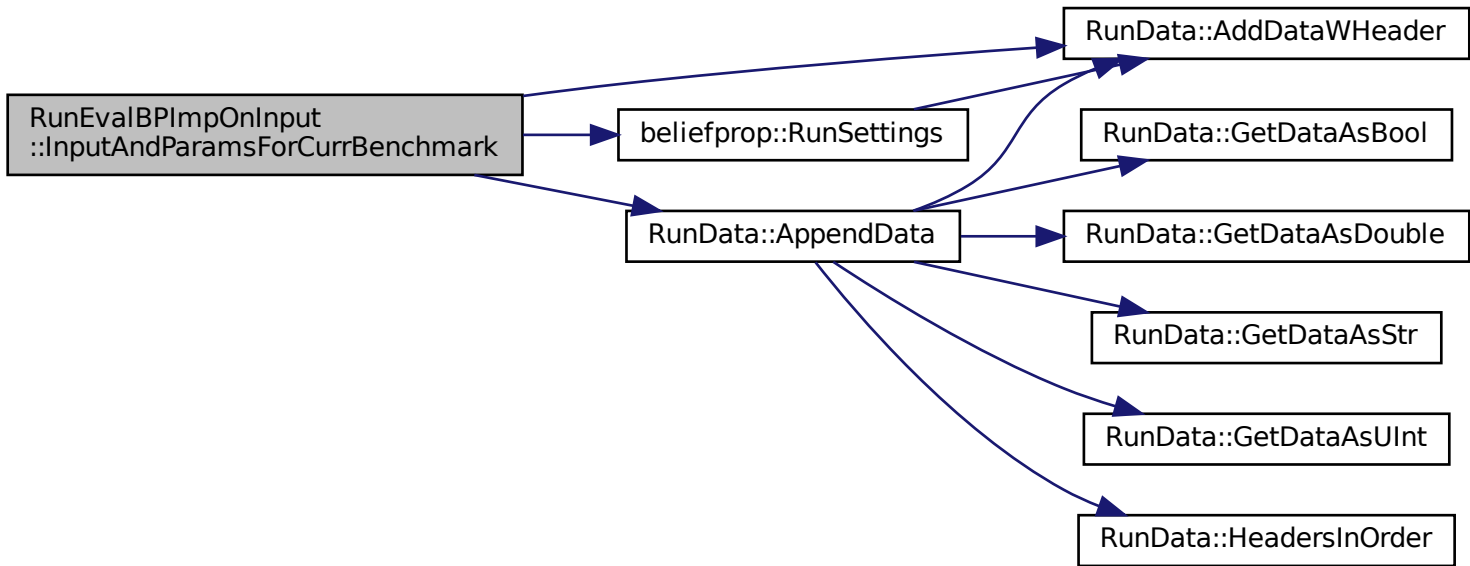 RunEvalBPImpOnInput
::InputAndParamsForCurrBenchmark
RunData::AddDataWHeader
beliefprop::RunSettings
RunData::AppendData
RunData::GetDataAsBool
RunData::GetDataAsDouble
RunData::GetDataAsStr
RunData::GetDataAsUInt
RunData::HeadersInOrder